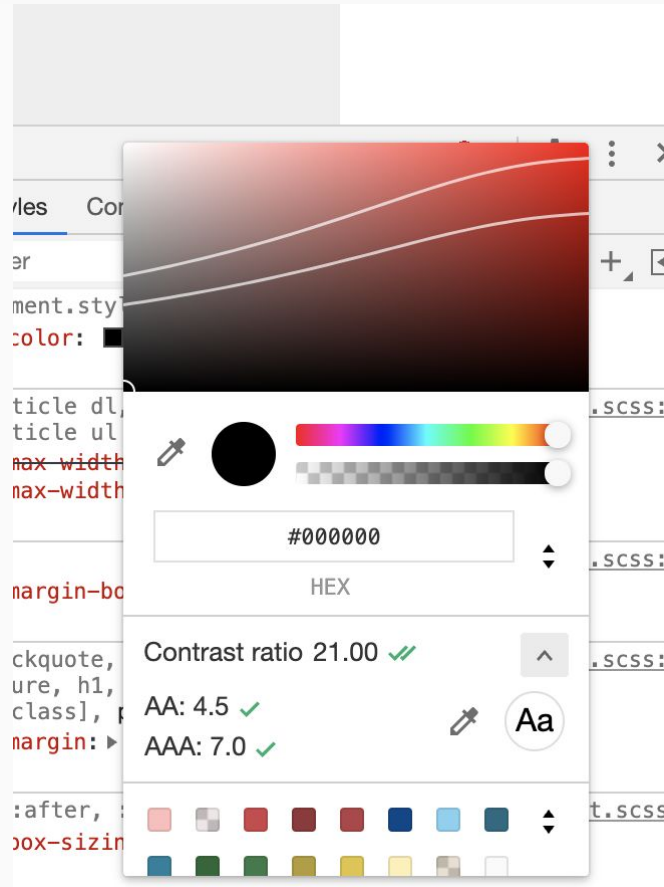 yles Cor
er
ment.sty
color:
ticle dl, .scss:
ticle ul
max-width
max-width
#000000
HEX
.scss:
margin-bo
Contrast ratio 21.00
ckquote, .scss:
ure, h1,
class], p
AA: 4.5
AAA: 7.0
Aa
margin:
:after, : t.scss
box-sizin